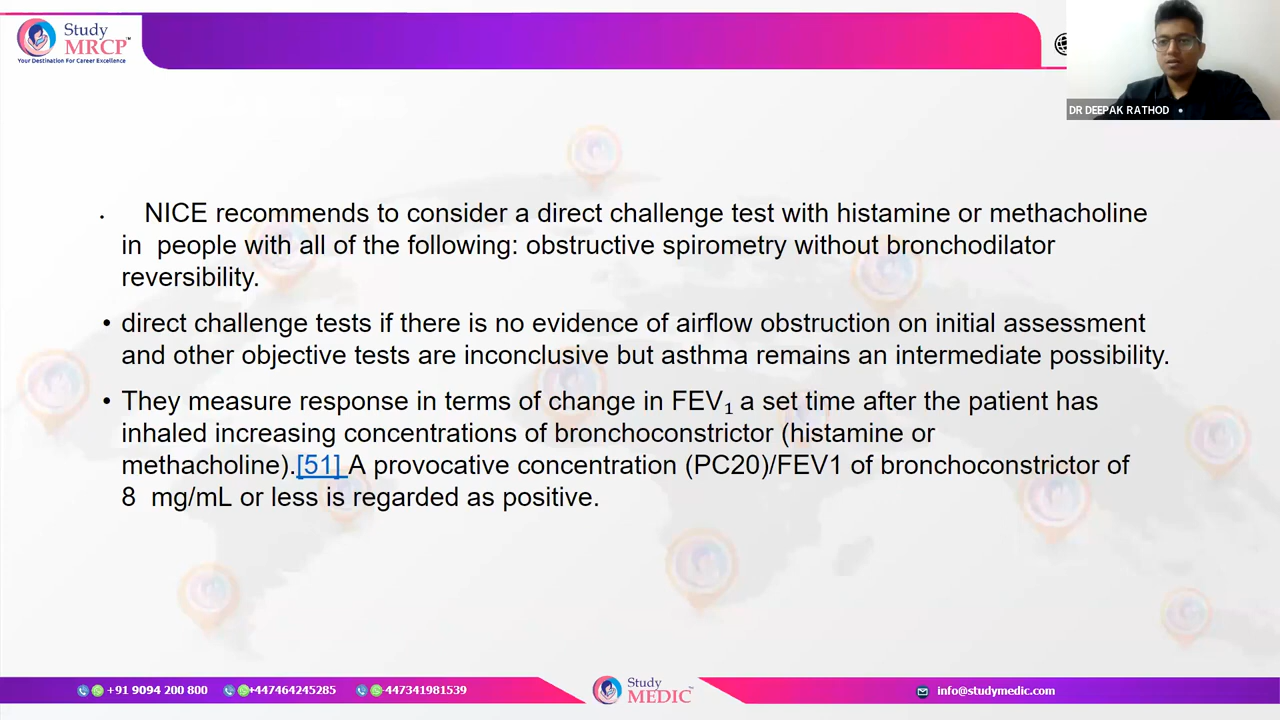 Study
MRCP™
Your Destination For Career Excellence
DR DEEPAK RATHOD
• NICE recommends to consider a direct challenge test with histamine or methacholine
in people with all of the following: obstructive spirometry without bronchodilator
reversibility.
• direct challenge tests if there is no evidence of airflow obstruction on initial assessment
and other objective tests are inconclusive but asthma remains an intermediate possibility.
• They measure response in terms of change in FEV₁ a set time after the patient has
inhaled increasing concentrations of bronchoconstrictor (histamine or
methacholine).[51] A provocative concentration (PC20)/FEV1 of bronchoconstrictor of
8 mg/mL or less is regarded as positive.
+91 9094 200 800 +447464245285 +447341981539
Study
MEDIC™
info@studymedic.com